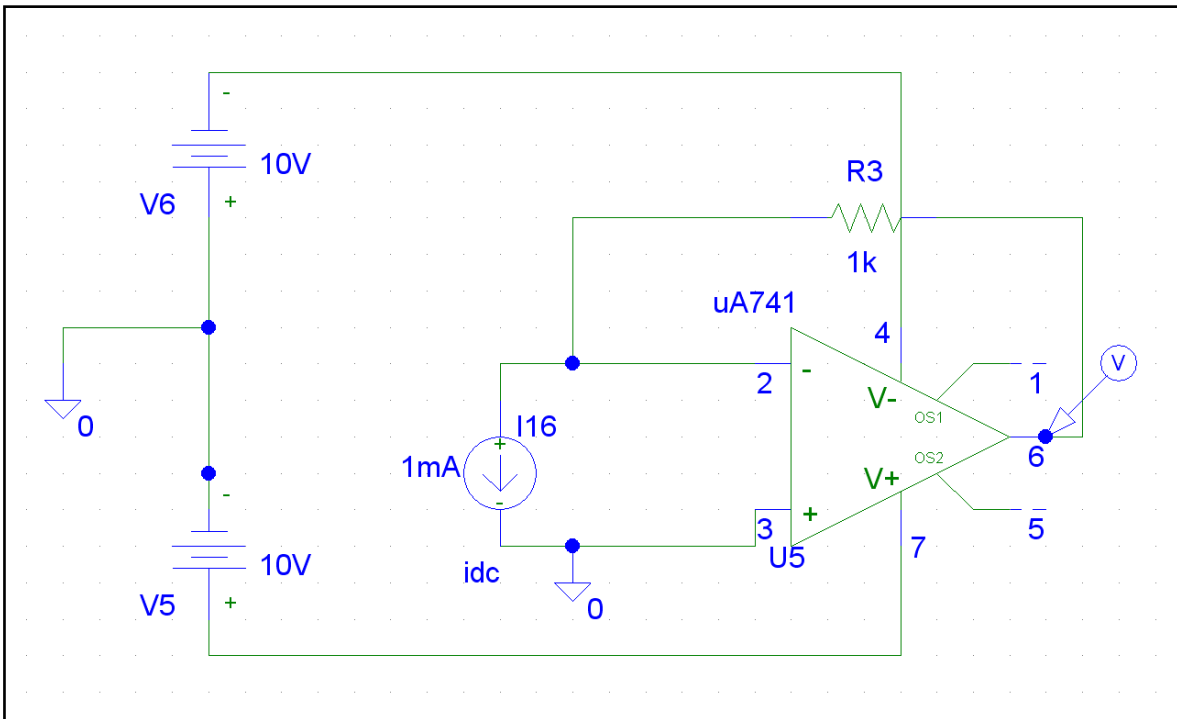 -
10V
V6
+
R3
1k
uA741
4
2
-
V-
OS1
1
V
0
I16
+
1mA
-
6
OS2
V+
5
-
3
+
U5
7
10V
V5
+
idc
0